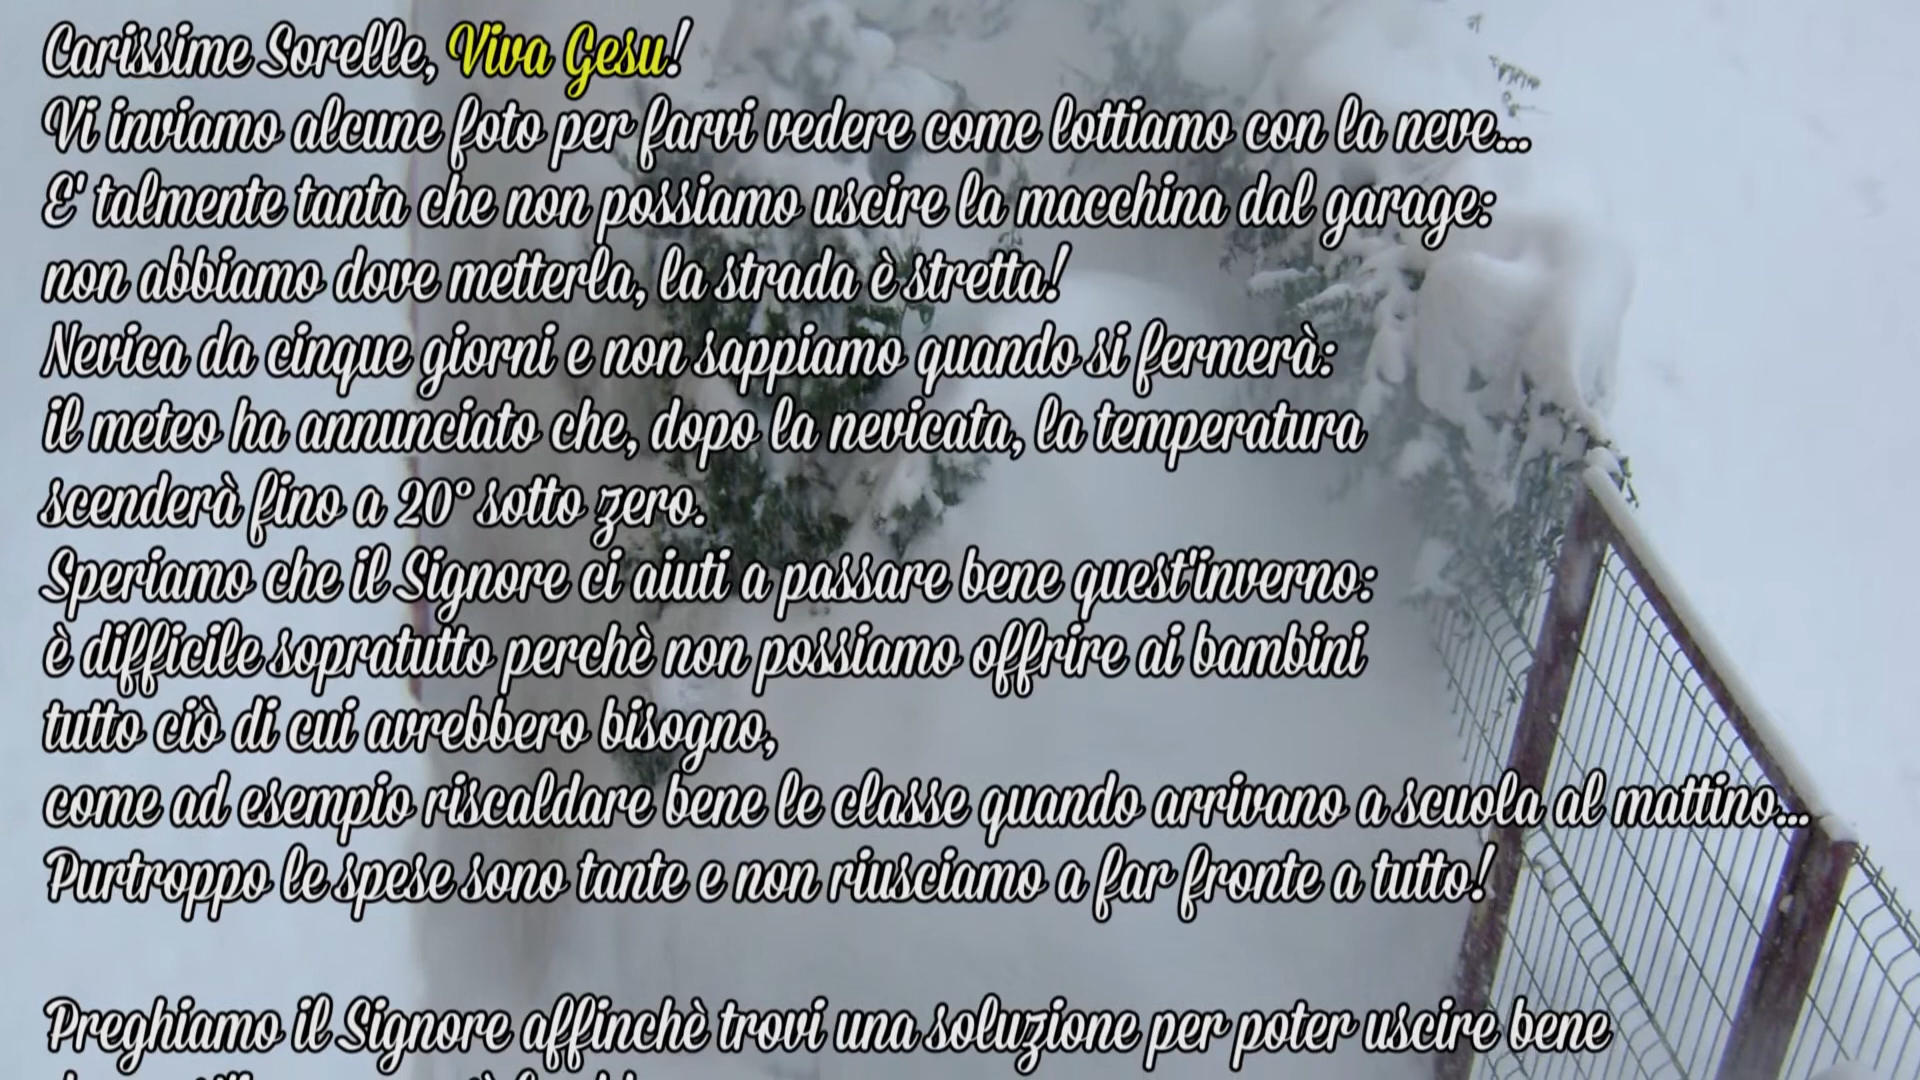 Carissime Sorelle, Viva Gesu!
Vi inviamo alcune foto per farvi vedere come lottiamo con la neve...
E' talmente tanta che non possiamo uscire la macchina dal garage:
non abbiamo dove metterla, la strada è stretta!
Nevica da cinque giorni e non sappiamo quando si fermerà:
il meteo ha annunciato che, dopo la nevicata, la temperatura
scenderà fino a 20° sotto zero.
Speriamo che il Signore ci aiuti a passare bene quest'inverno:
è difficile sopratutto perchè non possiamo offrire ai bambini
tutto ciò di cui avrebbero bisogno,
come ad esempio riscaldare bene le classe quando arrivano a scuola al mattino...
Purtroppo le spese sono tante e non riusciamo a far fronte a tutto!
Preghiamo il Signore affinchè trovi una soluzione per poter uscire bene